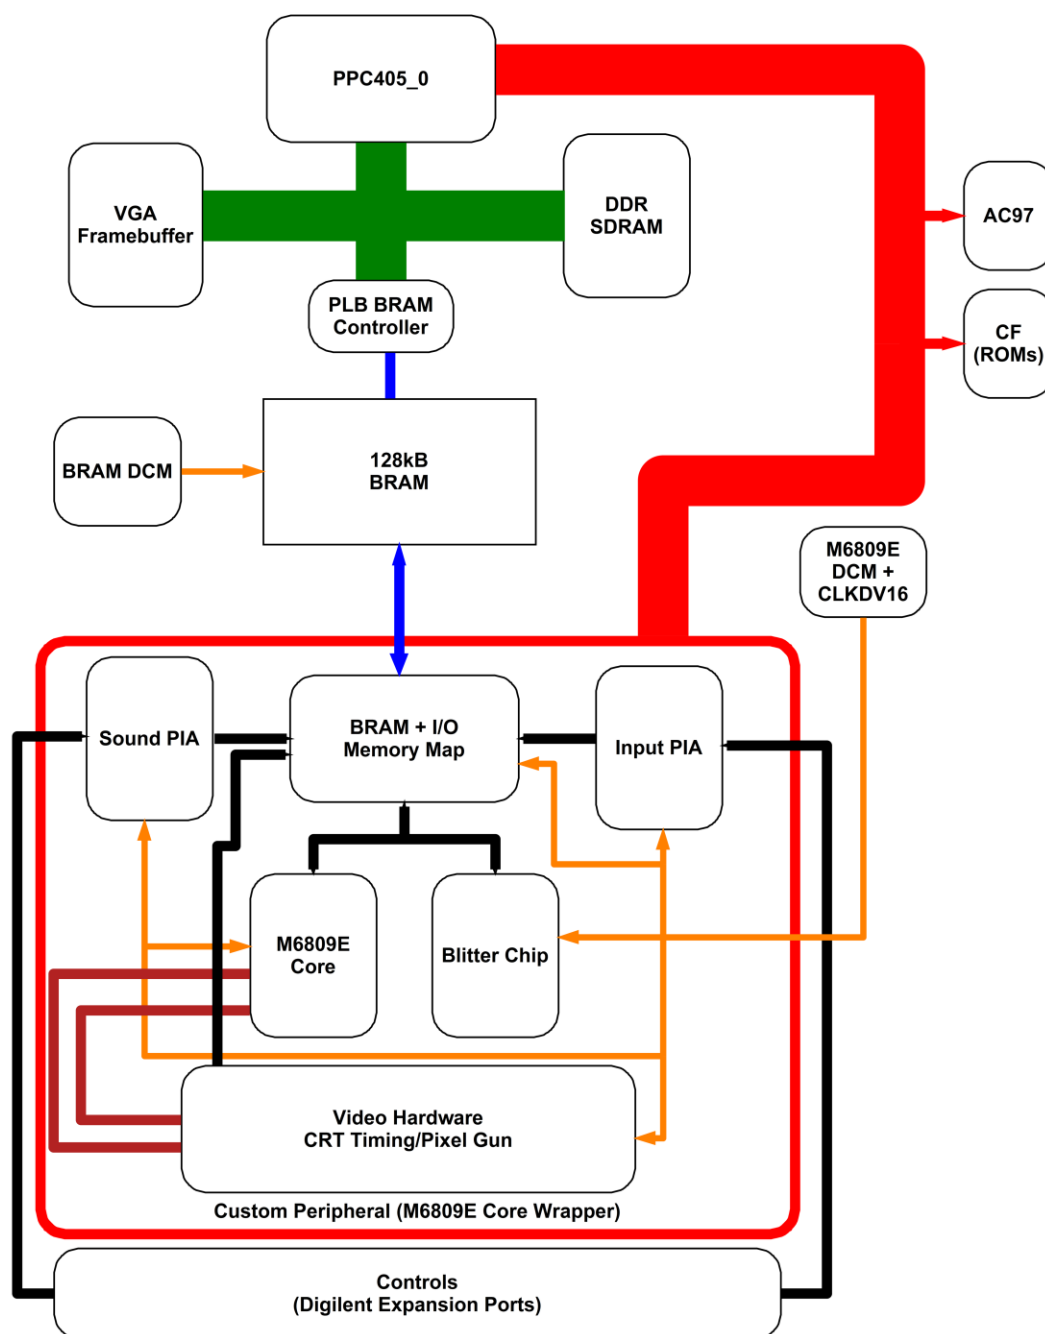 PPC405_0
VGA
Framebuffer
DDR
SDRAM
AC97
PLB BRAM
Controller
CF
(ROMs)
BRAM DCM
128kB
BRAM
M6809E
DCM +
CLKDV16
Sound PIA
BRAM + I/O
Memory Map
Input PIA
M6809E
Core
Blitter Chip
Video Hardware
CRT Timing/Pixel Gun
Custom Peripheral (M6809E Core Wrapper)
Controls
(Digilent Expansion Ports)